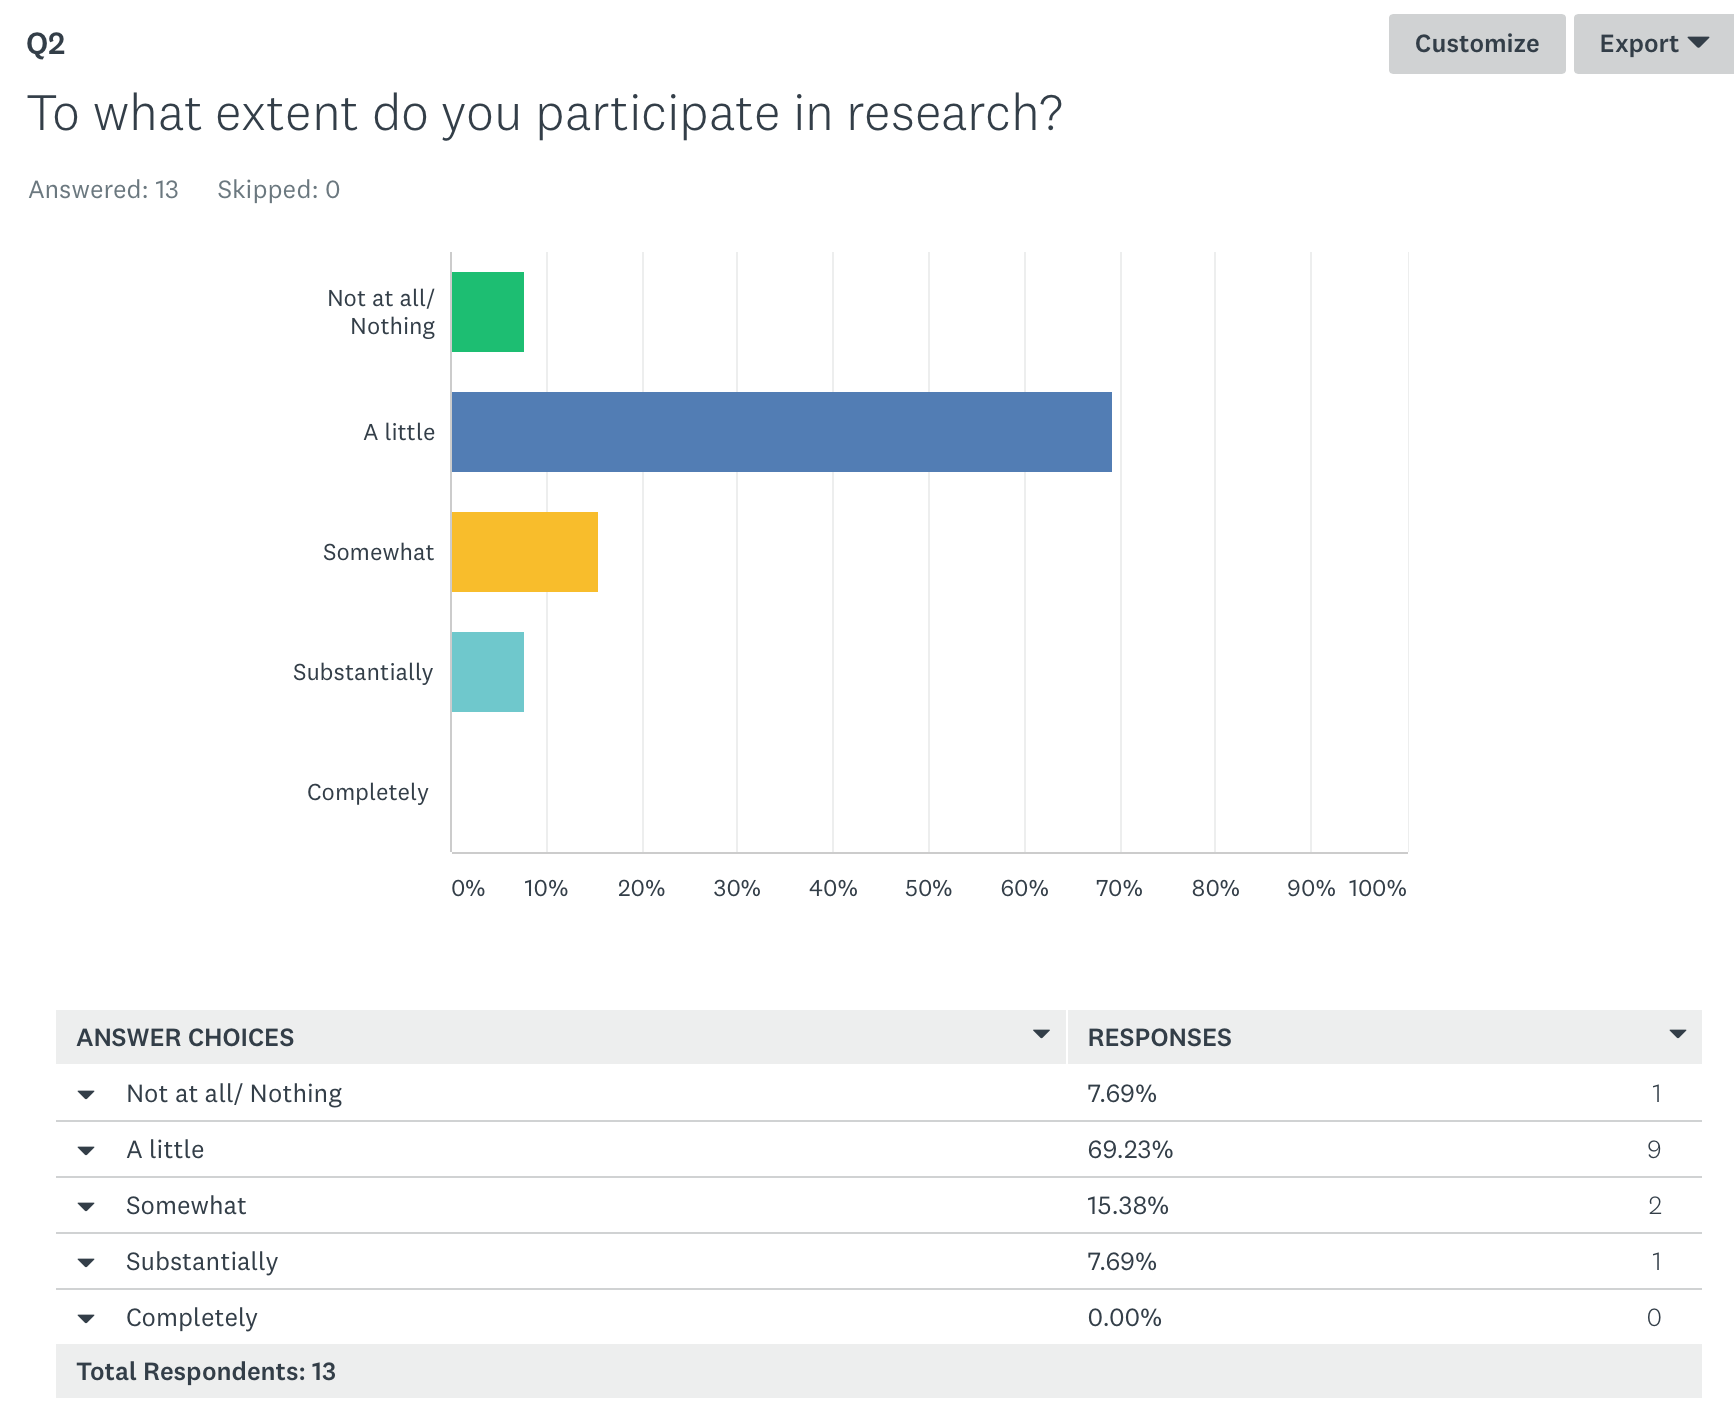 Q2
Customize
Export
To what extent do you participate in research?
Answered: 13 Skipped: 0
Not at all/
Nothing
A little
Somewhat
Substantially
Completely
0% 10% 20% 30% 40% 50% 60% 70% 80% 90% 100%
ANSWER CHOICES RESPONSES
Not at all/ Nothing 7.69% 1
A little 69.23% 9
Somewhat 15.38% 2
Substantially 7.69% 1
Completely 0.00% 0
Total Respondents: 13